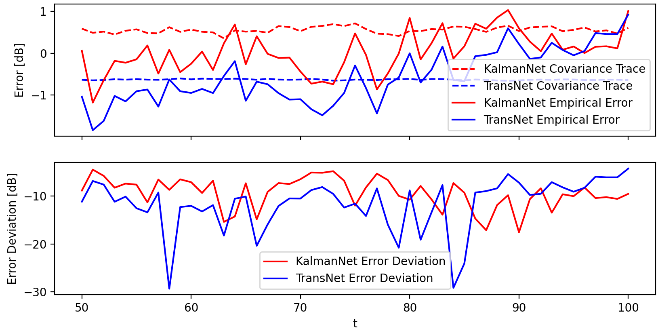 1
0
−1
Error [dB]
KalmanNet Covariance Trace
TransNet Covariance Trace
KalmanNet Empirical Error
TransNet Empirical Error
−10
−20
−30
Error Deviation [dB]
KalmanNet Error Deviation
TransNet Error Deviation
50 60 70 80 90 100
t